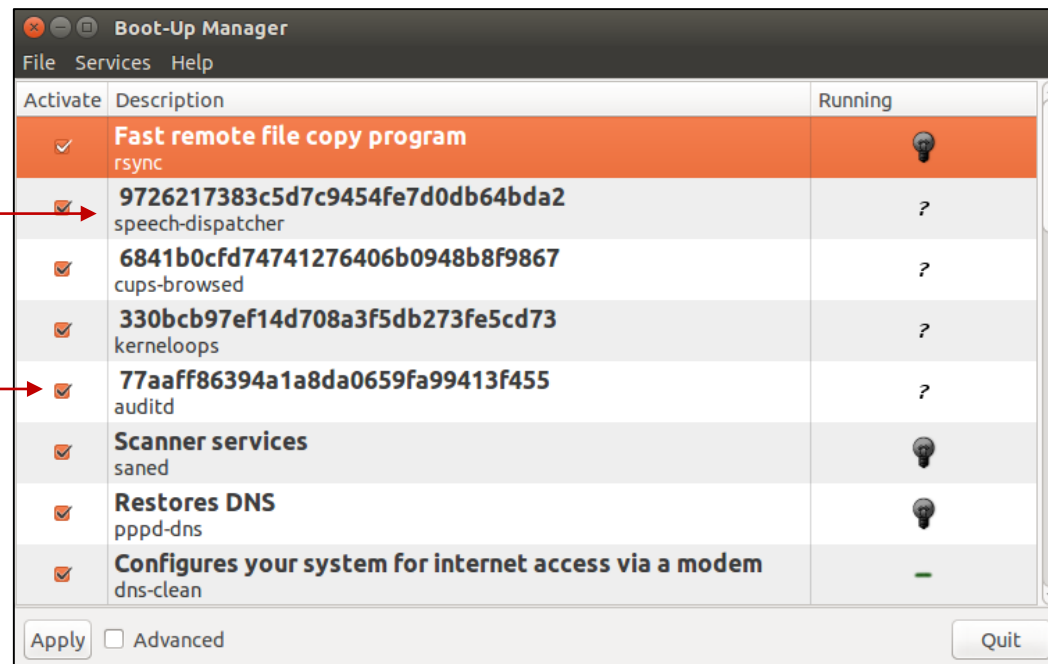 Boot-Up Manager
File Services Help
Activate Description Running
Fast remote file copy program
rsync
9726217383c5d7c9454fe7d0db64bda2
speech-dispatcher
?
6841b0cfd74741276406b0948b8f9867
cups-browsed
?
330bcb97ef14d708a3f5db273fe5cd73
kerneloops
?
77aaff86394a1a8da0659fa99413f455
auditd
?
Scanner services
saned
Restores DNS
pppd-dns
Configures your system for internet access via a modem
dns-clean
Apply Advanced Quit